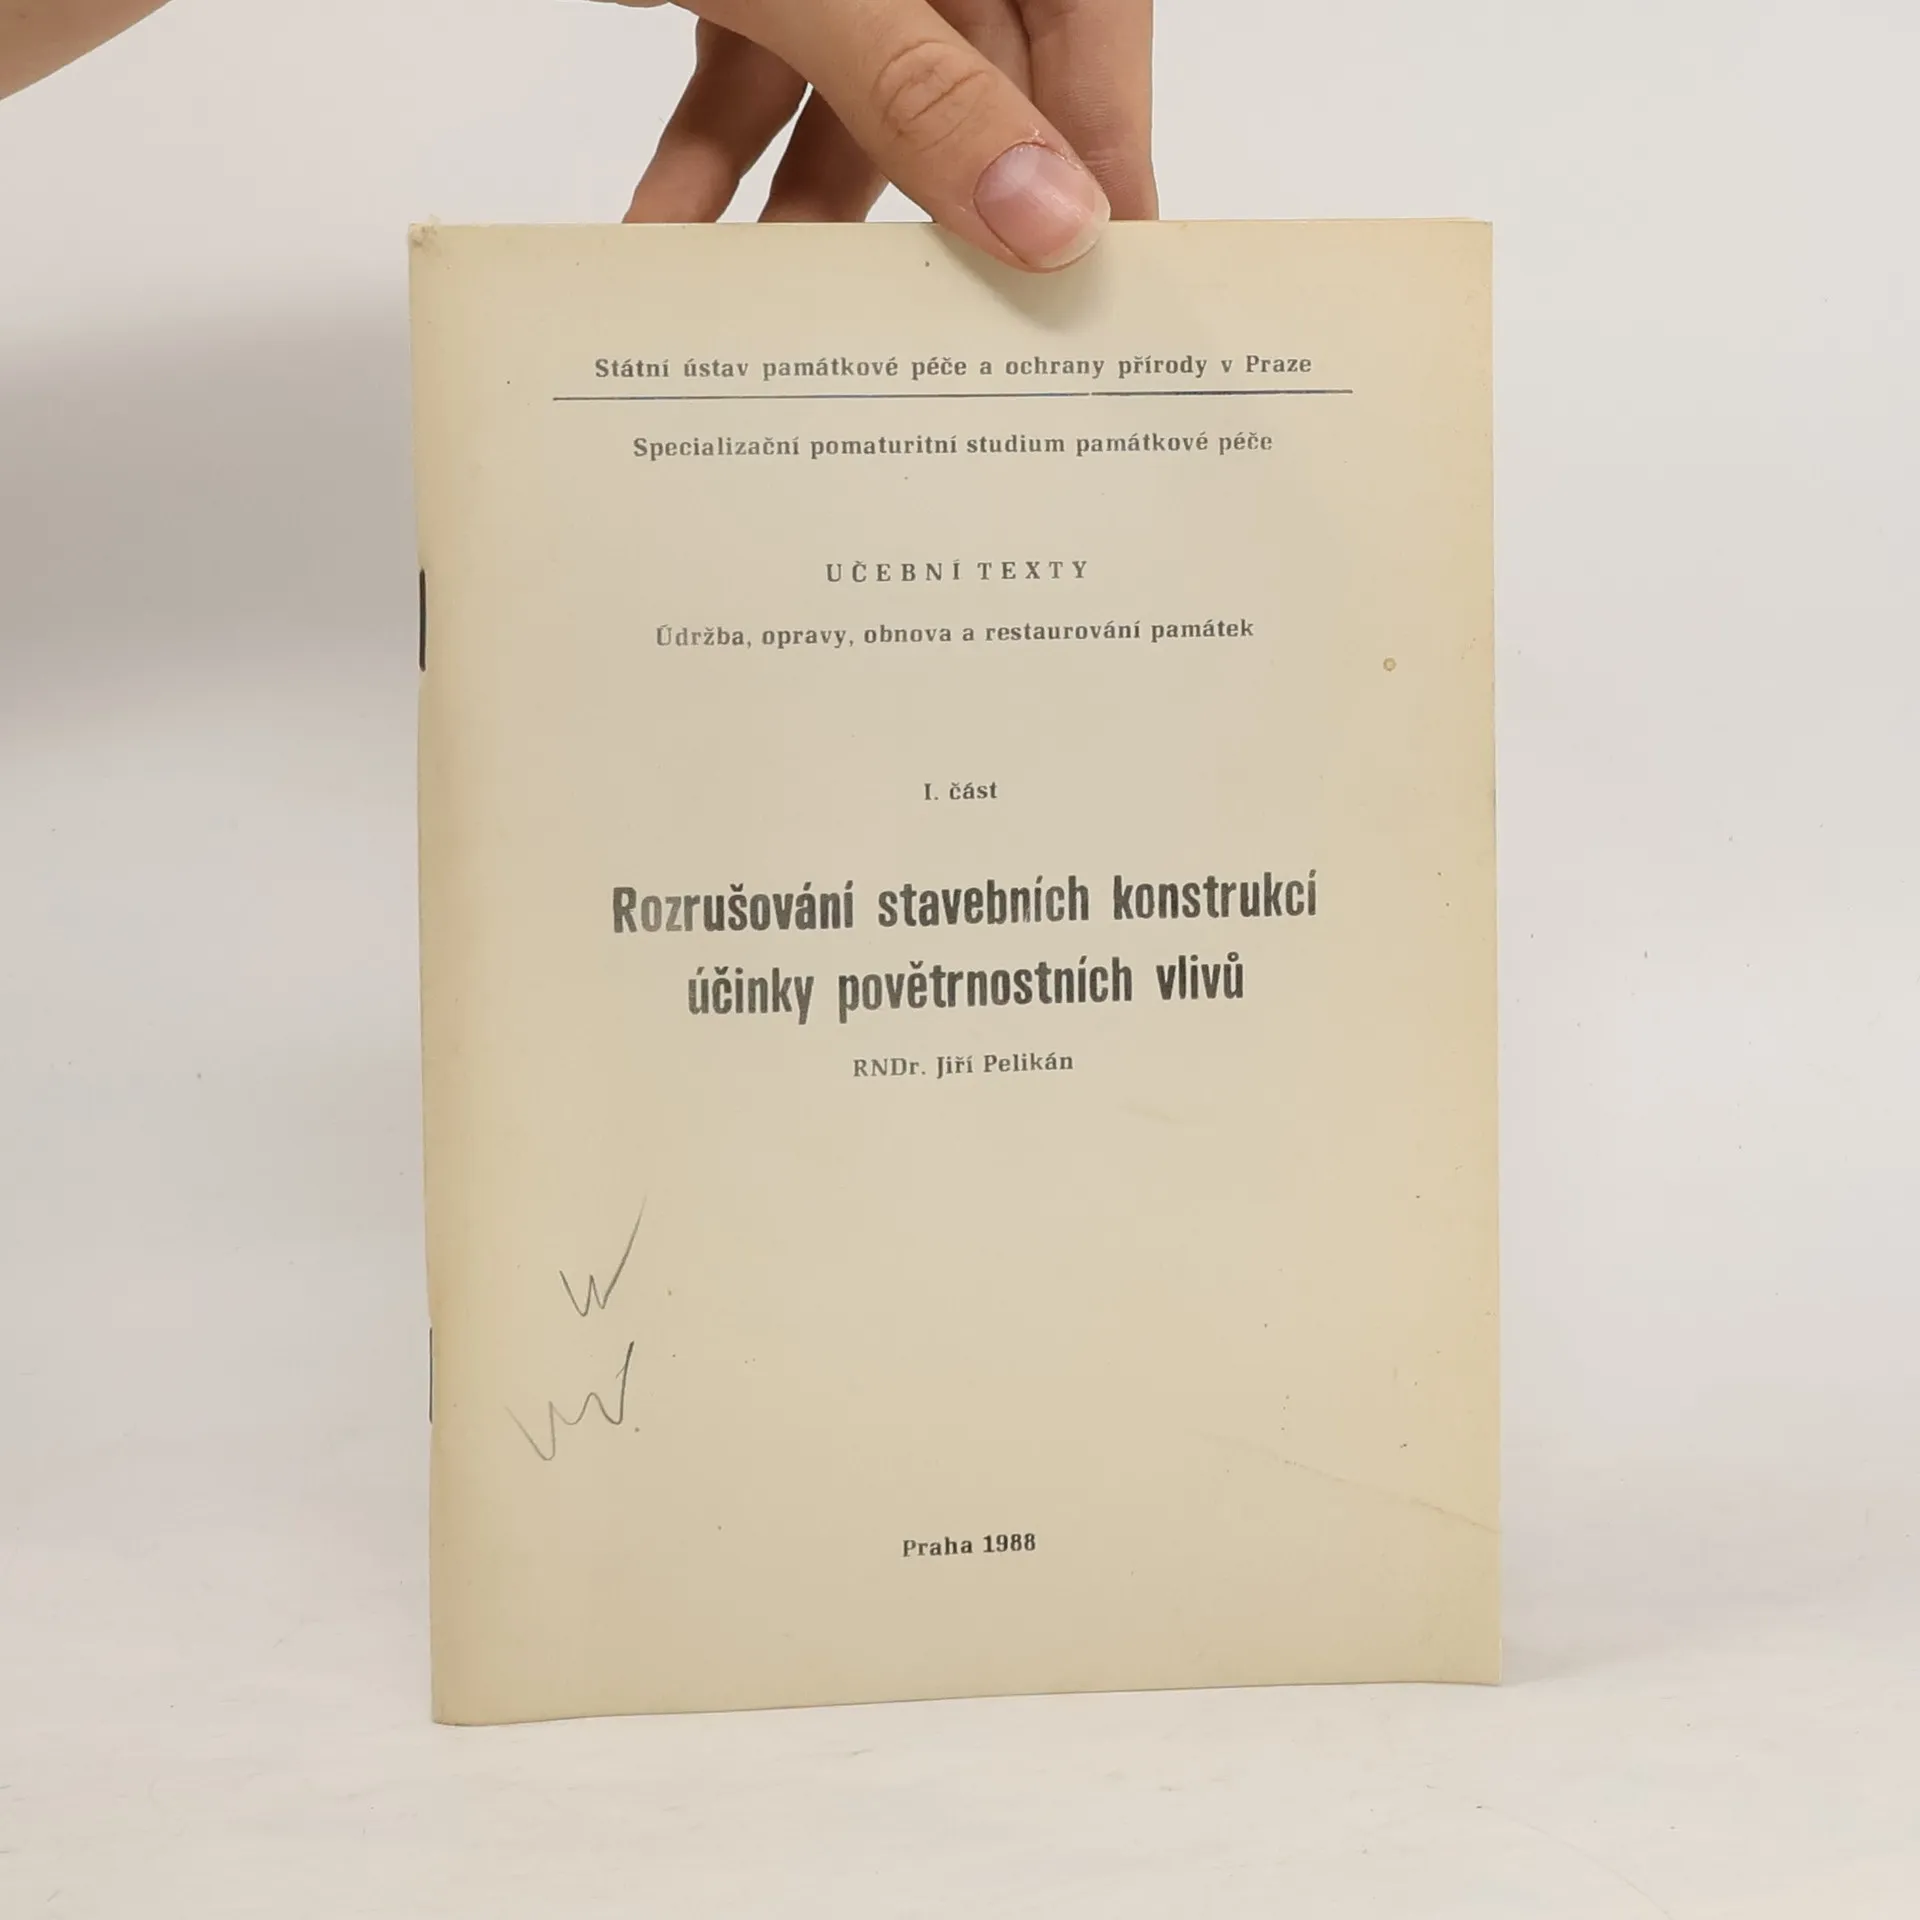 Státní ústav památkové péče a ochrany přírody v Praze
Specializační pomaturitní studium památkové péče
UČEBNÍ TEXTY
Údržba, opravy, obnova a restaurování památek
I. část
Rozrušování stavebních konstrukcí
účinky povětrnostních vlivů
RNDr. Jiří Pelikán
Praha 1988